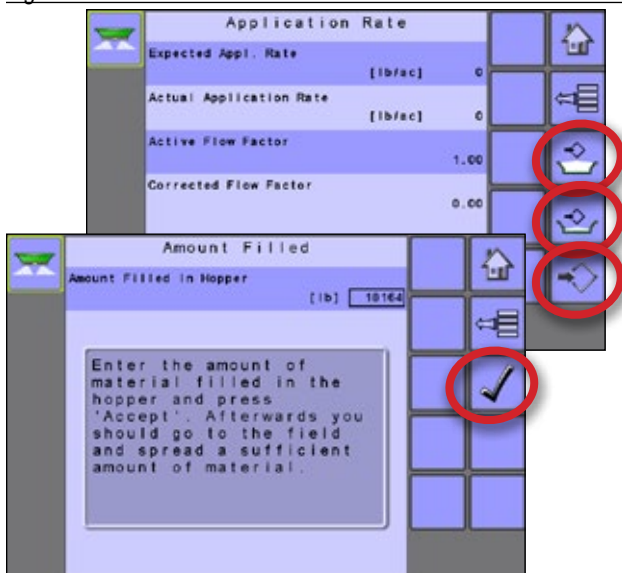 Application Rate
Expected Appl. Rate
[lb/ac] 0
Actual Application Rate
[lb/ac] 0
Active Flow Factor
1.00
Corrected Flow Factor
0.00
Amount Filled
Amount Filled In Hopper
[lb] 10164
Enter the amount of
material filled in the
hopper and press
'Accept'. Afterwards you
should go to the field
and spread a sufficient
amount of material.